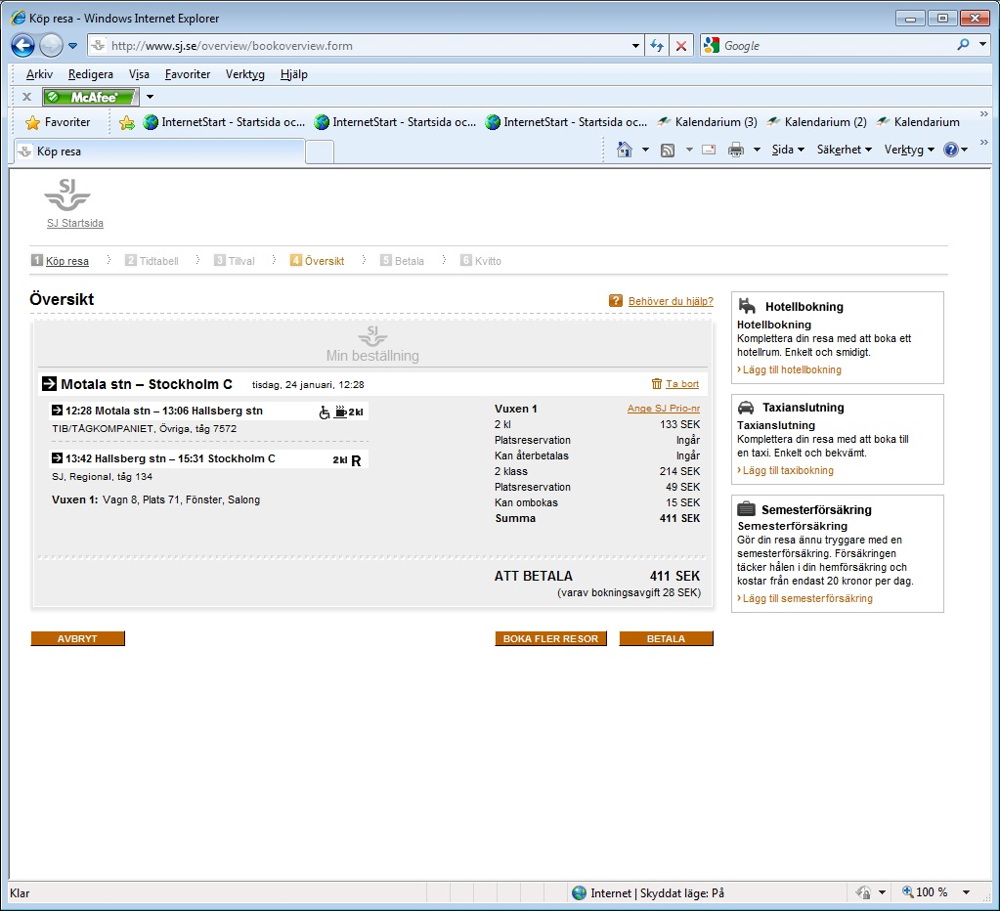 Köp resa - Windows Internet Explorer
http://www.sj.se/overview/bookoverview.form
Google
Arkiv Redigera Visa Favoriter Verktyg Hjälp
x McAfee
Favoriter InternetStart - Startsida oc... InternetStart - Startsida oc... InternetStart - Startsida oc... Kalendarium (3) Kalendarium (2) Kalendarium »
Köp resa Sida Säkerhet Verktyg »
SJ
SJ Startsida
1 Köp resa 2 Tidtabell 3 Tillval 4 Översikt 5 Betala 6 Kvitto
Översikt
? Behöver du hjälp?
SJ
Min beställning
Motala stn – Stockholm C tisdag, 24 januari, 12:28 Ta bort
12:28 Motala stn – 13:06 Hallsberg stn 2 kl
TIB/TÅGKOMPANIET, Övriga, tåg 7572
13:42 Hallsberg stn – 15:31 Stockholm C 2 kl R
SJ, Regional, tåg 134
Vuxen 1: Vagn 8, Plats 71, Fönster, Salong
Vuxen 1 Ange SJ Prio-nr
2 kl 133 SEK
Platsreservation Ingår
Kan återbetalas Ingår
2 klass 214 SEK
Platsreservation 49 SEK
Kan ombokas 15 SEK
Summa 411 SEK
ATT BETALA 411 SEK
(varav bokningsavgift 28 SEK)
AVBRYT BOKA FLER RESOR BETALA
Hotellbokning
Hotellbokning
Komplettera din resa med att boka ett
hotellrum. Enkelt och smidigt.
› Lägg till hotellbokning
Taxianslutning
Taxianslutning
Komplettera din resa med att boka till
en taxi. Enkelt och bekvämt.
› Lägg till taxibokning
Semesterförsäkring
Semesterförsäkring
Gör din resa ännu tryggare med en
semesterförsäkring. Försäkringen
täcker hålen i din hemförsäkring och
kostar från endast 20 kronor per dag.
› Lägg till semesterförsäkring
Klar Internet | Skyddat läge: På 100 %